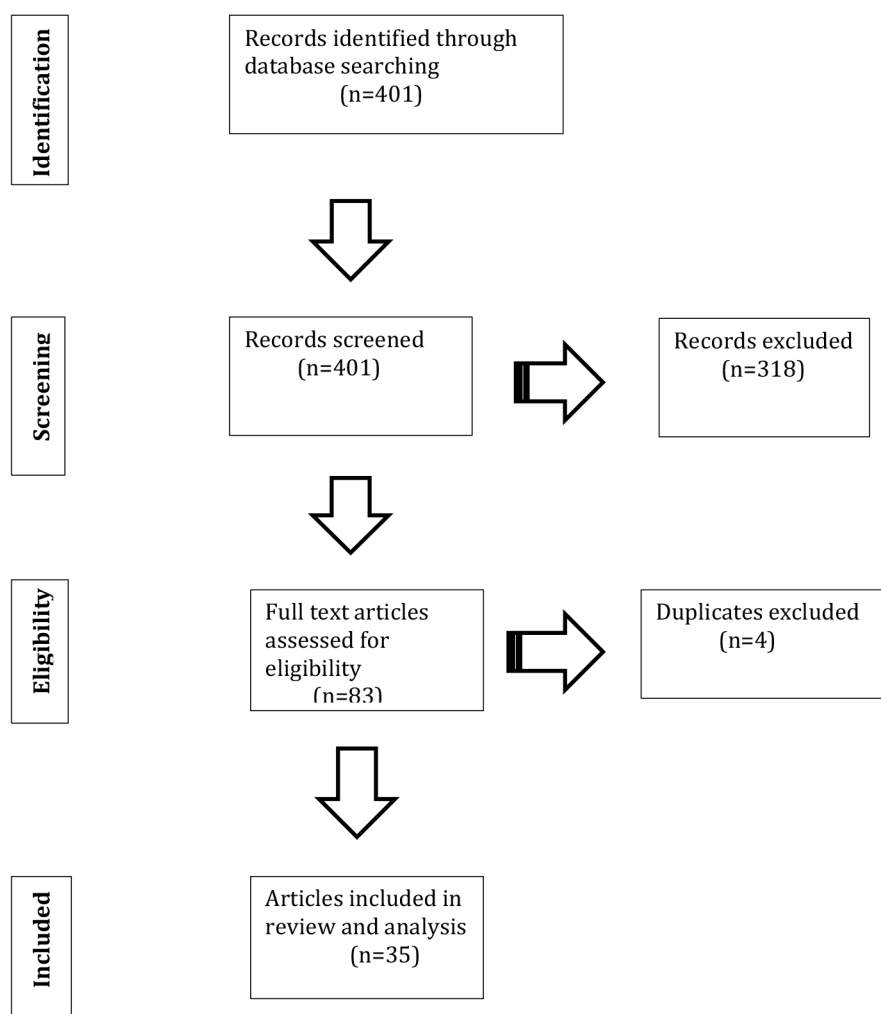 Identification
Records identified through
database searching
(n=401)
Screening
Records screened
(n=401)
Records excluded
(n=318)
Eligibility
Full text articles
assessed for
eligibility
(n=83)
Duplicates excluded
(n=4)
Included
Articles included in
review and analysis
(n=35)